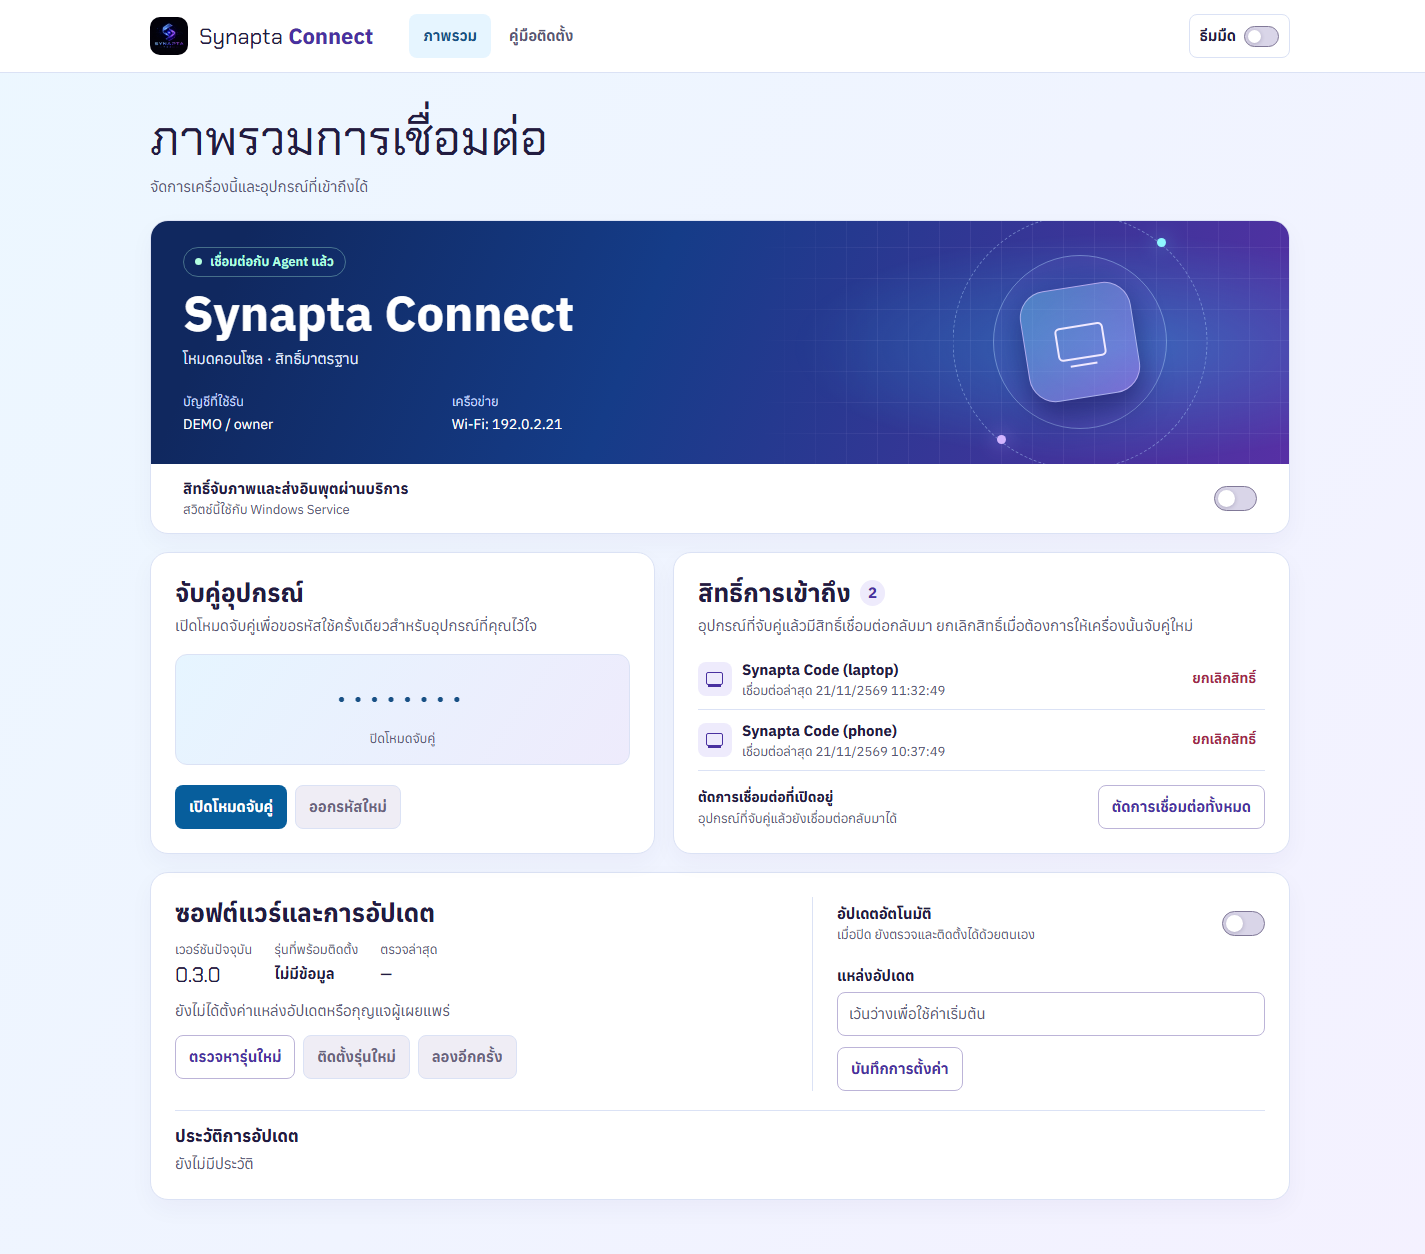 Synapta Connect
ภาพรวม
คู่มือติดตั้ง
ธีมมืด
ภาพรวมการเชื่อมต่อ
จัดการเครื่องนี้และอุปกรณ์ที่เข้าถึงได้
เชื่อมต่อกับ Agent แล้ว
Synapta Connect
โหมดคอนโซล · สิทธิ์มาตรฐาน
บัญชีที่ใช้รัน
DEMO / owner
เครือข่าย
Wi-Fi: 192.0.2.21
สิทธิ์จับภาพและส่งอินพุตผ่านบริการ
สวิตช์นี้ใช้กับ Windows Service
จับคู่อุปกรณ์
เปิดโหมดจับคู่เพื่อขอรหัสใช้ครั้งเดียวสำหรับอุปกรณ์ที่คุณไว้ใจ
• • • • • • • •
ปิดโหมดจับคู่
เปิดโหมดจับคู่
ออกรหัสใหม่
สิทธิ์การเข้าถึง 2
อุปกรณ์ที่จับคู่แล้วมีสิทธิ์เชื่อมต่อกลับมา ยกเลิกสิทธิ์เมื่อต้องการให้เครื่องนั้นจับคู่ใหม่
Synapta Code (laptop)
เชื่อมต่อล่าสุด 21/11/2569 11:32:49
ยกเลิกสิทธิ์
Synapta Code (phone)
เชื่อมต่อล่าสุด 21/11/2569 10:37:49
ยกเลิกสิทธิ์
ตัดการเชื่อมต่อที่เปิดอยู่
อุปกรณ์ที่จับคู่แล้วยังเชื่อมต่อกลับมาได้
ตัดการเชื่อมต่อทั้งหมด
ซอฟต์แวร์และการอัปเดต
เวอร์ชันปัจจุบัน
0.3.0
รุ่นที่พร้อมติดตั้ง
ไม่มีข้อมูล
ตรวจล่าสุด
—
ยังไม่ได้ตั้งค่าแหล่งอัปเดตหรือกุญแจผู้เผยแพร่
ตรวจหารุ่นใหม่
ติดตั้งรุ่นใหม่
ลองอีกครั้ง
อัปเดตอัตโนมัติ
เมื่อปิด ยังตรวจและติดตั้งได้ด้วยตนเอง
แหล่งอัปเดต
เว้นว่างเพื่อใช้ค่าเริ่มต้น
บันทึกการตั้งค่า
ประวัติการอัปเดต
ยังไม่มีประวัติ